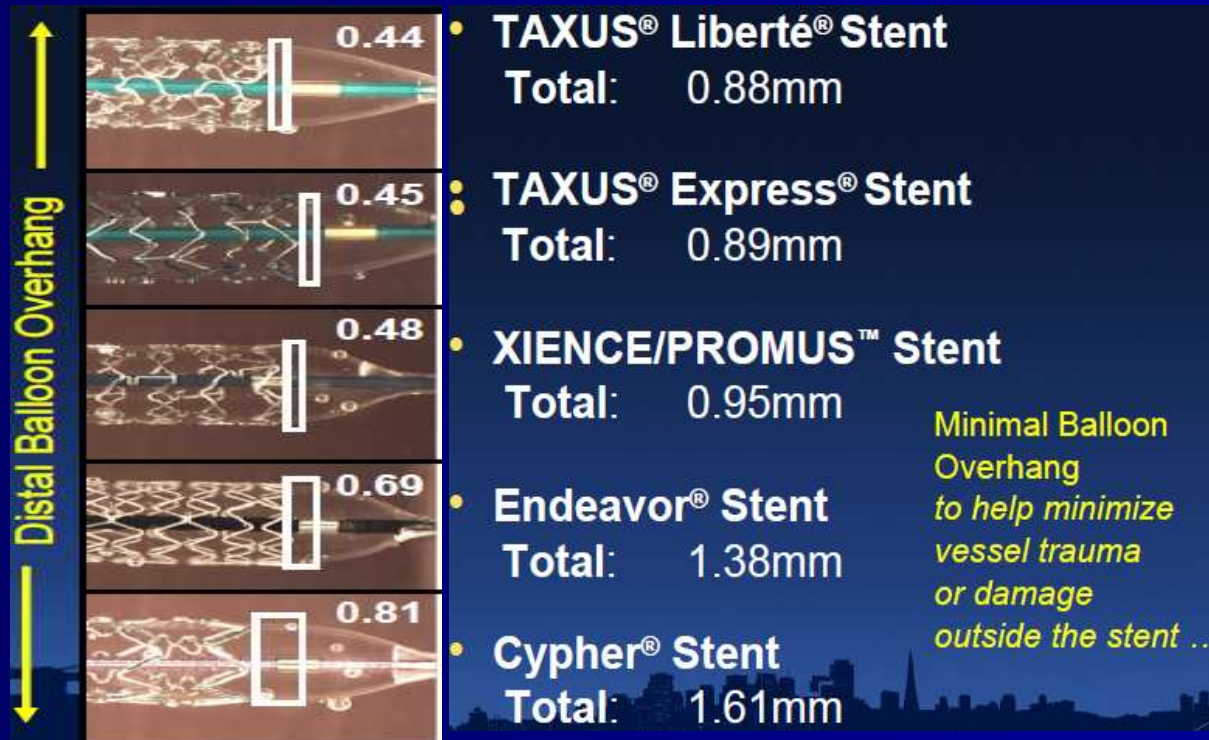 Distal Balloon Overhang
0.44
• TAXUS® Liberté® Stent
Total: 0.88mm
0.45
• TAXUS® Express® Stent
Total: 0.89mm
0.48
• XIENCE/PROMUS™ Stent
Total: 0.95mm
0.69
• Endeavor® Stent
Total: 1.38mm
0.81
• Cypher® Stent
Total: 1.61mm
Minimal Balloon
Overhang
to help minimize
vessel trauma
or damage
outside the stent ..